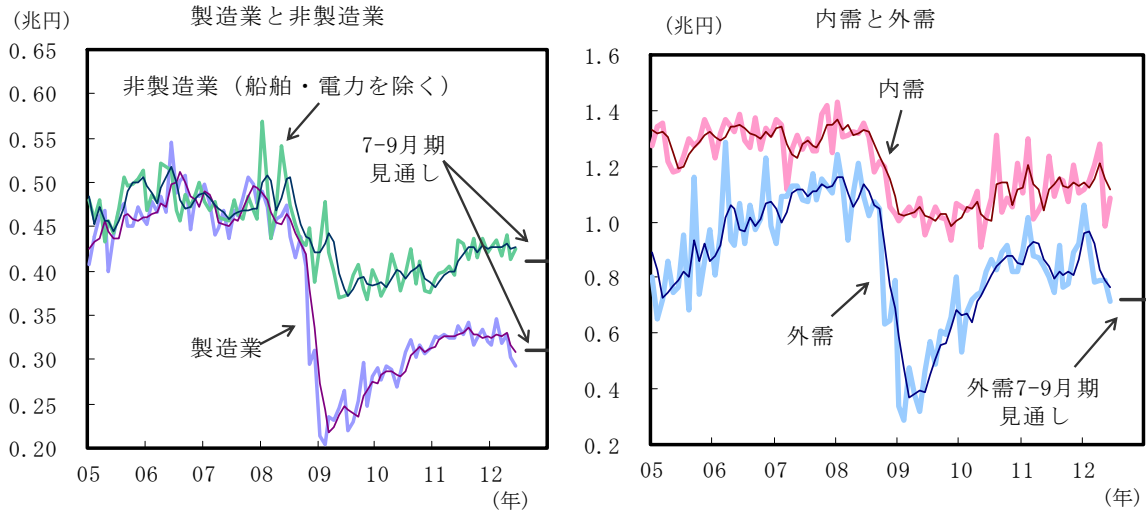 製造業と非製造業
(兆円)
0.65
0.60
0.55
0.50
0.45
0.40
0.35
0.30
0.25
0.20
非製造業（船舶・電力を除く）
7-9月期
見通し
製造業
05 06 07 08 09 10 11 12
(年)
内需と外需
(兆円)
1.6
1.4
1.2
1.0
0.8
0.6
0.4
0.2
内需
外需
外需7-9月期
見通し
05 06 07 08 09 10 11 12
(年)